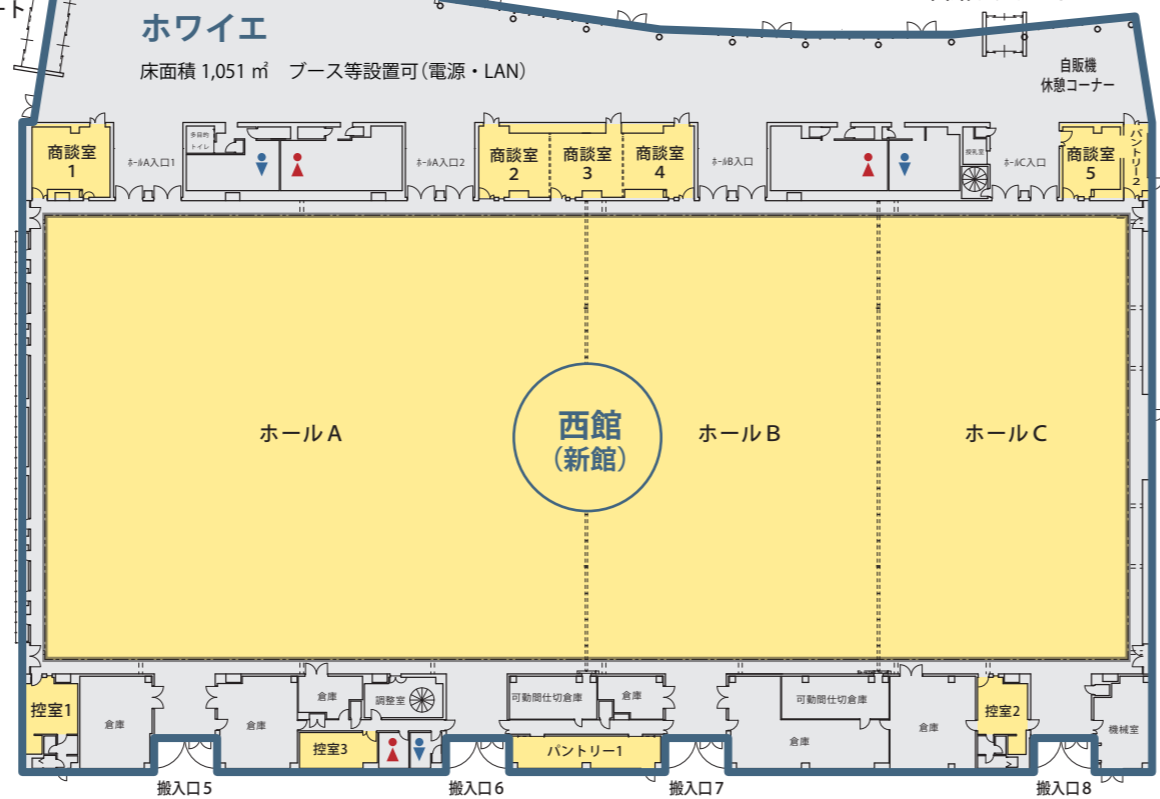 ート
ホワイエ
床面積 1,051 ㎡　ブース等設置可(電源・LAN)
自販機
休憩コーナー
商談室
1
ホールA入口1
多目的
トイレ
ホールA入口2
商談室
2
商談室
3
商談室
4
ホールB入口
ホールC入口
商談室
5
パントリー2
ホールA
西館
(新館)
ホールB
ホールC
控室1
倉庫
倉庫
倉庫
調整室
控室3
可動間仕切倉庫
倉庫
パントリー1
可動間仕切倉庫
倉庫
倉庫
控室2
機械室
搬入口5
搬入口6
搬入口7
搬入口8